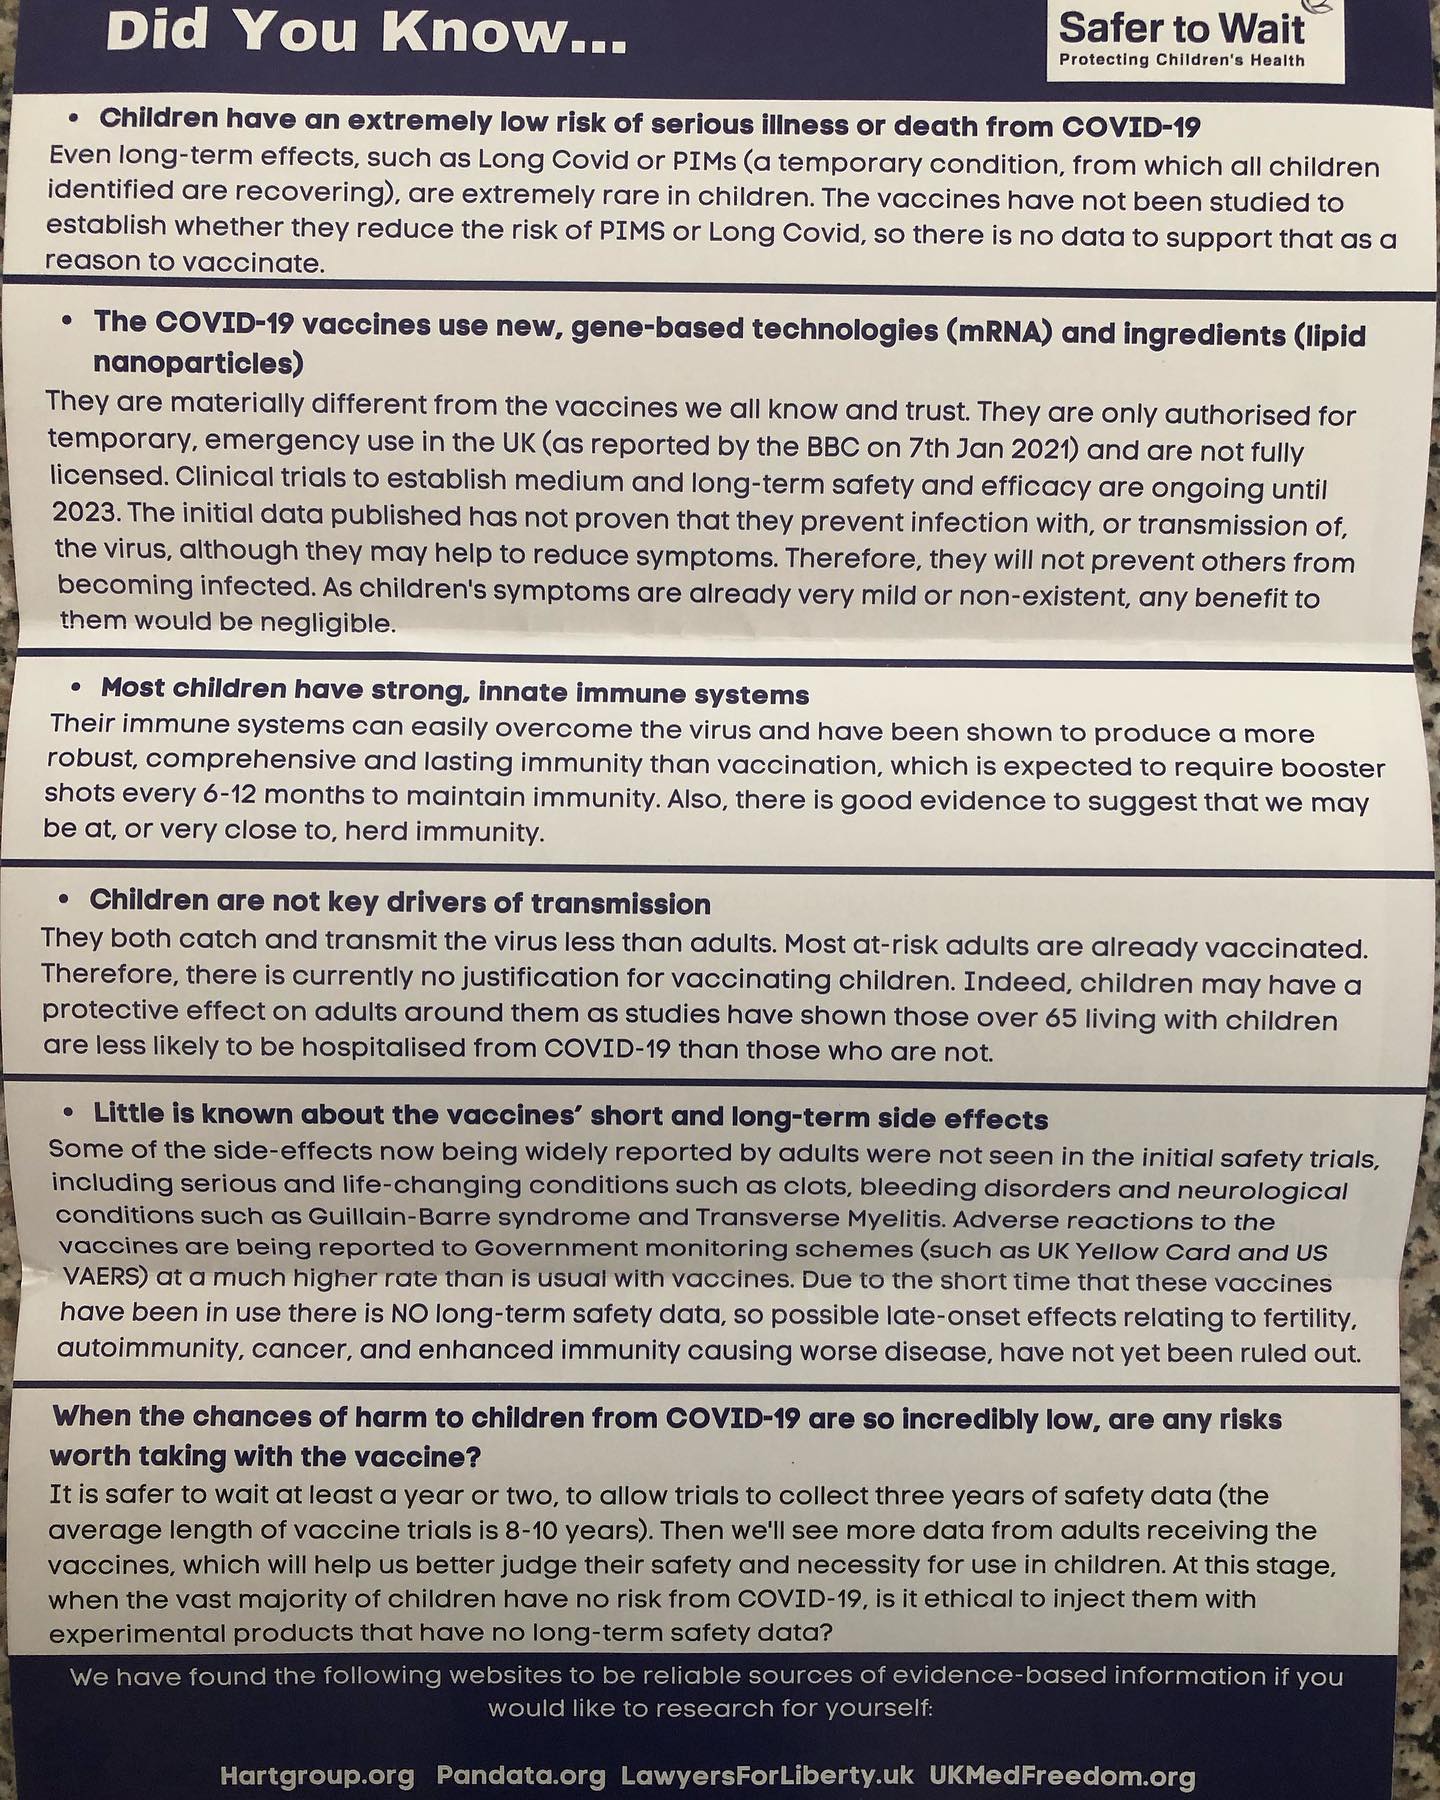 Did You Know...
Safer to Wait
Protecting Children's Health
• Children have an extremely low risk of serious illness or death from COVID-19
Even long-term effects, such as Long Covid or PIMs (a temporary condition, from which all children
identified are recovering), are extremely rare in children. The vaccines have not been studied to
establish whether they reduce the risk of PIMS or Long Covid, so there is no data to support that as a
reason to vaccinate.
• The COVID-19 vaccines use new, gene-based technologies (mRNA) and ingredients (lipid
nanoparticles)
They are materially different from the vaccines we all know and trust. They are only authorised for
temporary, emergency use in the UK (as reported by the BBC on 7th Jan 2021) and are not fully
licensed. Clinical trials to establish medium and long-term safety and efficacy are ongoing until
2023. The initial data published has not proven that they prevent infection with, or transmission of,
the virus, although they may help to reduce symptoms. Therefore, they will not prevent others from
becoming infected. As children's symptoms are already very mild or non-existent, any benefit to
them would be negligible.
• Most children have strong, innate immune systems
Their immune systems can easily overcome the virus and have been shown to produce a more
robust, comprehensive and lasting immunity than vaccination, which is expected to require booster
shots every 6-12 months to maintain immunity. Also, there is good evidence to suggest that we may
be at, or very close to, herd immunity.
• Children are not key drivers of transmission
They both catch and transmit the virus less than adults. Most at-risk adults are already vaccinated.
Therefore, there is currently no justification for vaccinating children. Indeed, children may have a
protective effect on adults around them as studies have shown those over 65 living with children
are less likely to be hospitalised from COVID-19 than those who are not.
• Little is known about the vaccines' short and long-term side effects
Some of the side-effects now being widely reported by adults were not seen in the initial safety trials,
including serious and life-changing conditions such as clots, bleeding disorders and neurological
conditions such as Guillain-Barre syndrome and Transverse Myelitis. Adverse reactions to the
vaccines are being reported to Government monitoring schemes (such as UK Yellow Card and US
VAERS) at a much higher rate than is usual with vaccines. Due to the short time that these vaccines
have been in use there is NO long-term safety data, so possible late-onset effects relating to fertility,
autoimmunity, cancer, and enhanced immunity causing worse disease, have not yet been ruled out.
When the chances of harm to children from COVID-19 are so incredibly low, are any risks
worth taking with the vaccine?
It is safer to wait at least a year or two, to allow trials to collect three years of safety data (the
average length of vaccine trials is 8-10 years). Then we'll see more data from adults receiving the
vaccines, which will help us better judge their safety and necessity for use in children. At this stage,
when the vast majority of children have no risk from COVID-19, is it ethical to inject them with
experimental products that have no long-term safety data?
We have found the following websites to be reliable sources of evidence-based information if you
would like to research for yourself:
Hartgroup.org Pandata.org LawyersForLiberty.uk UKMedFreedom.org